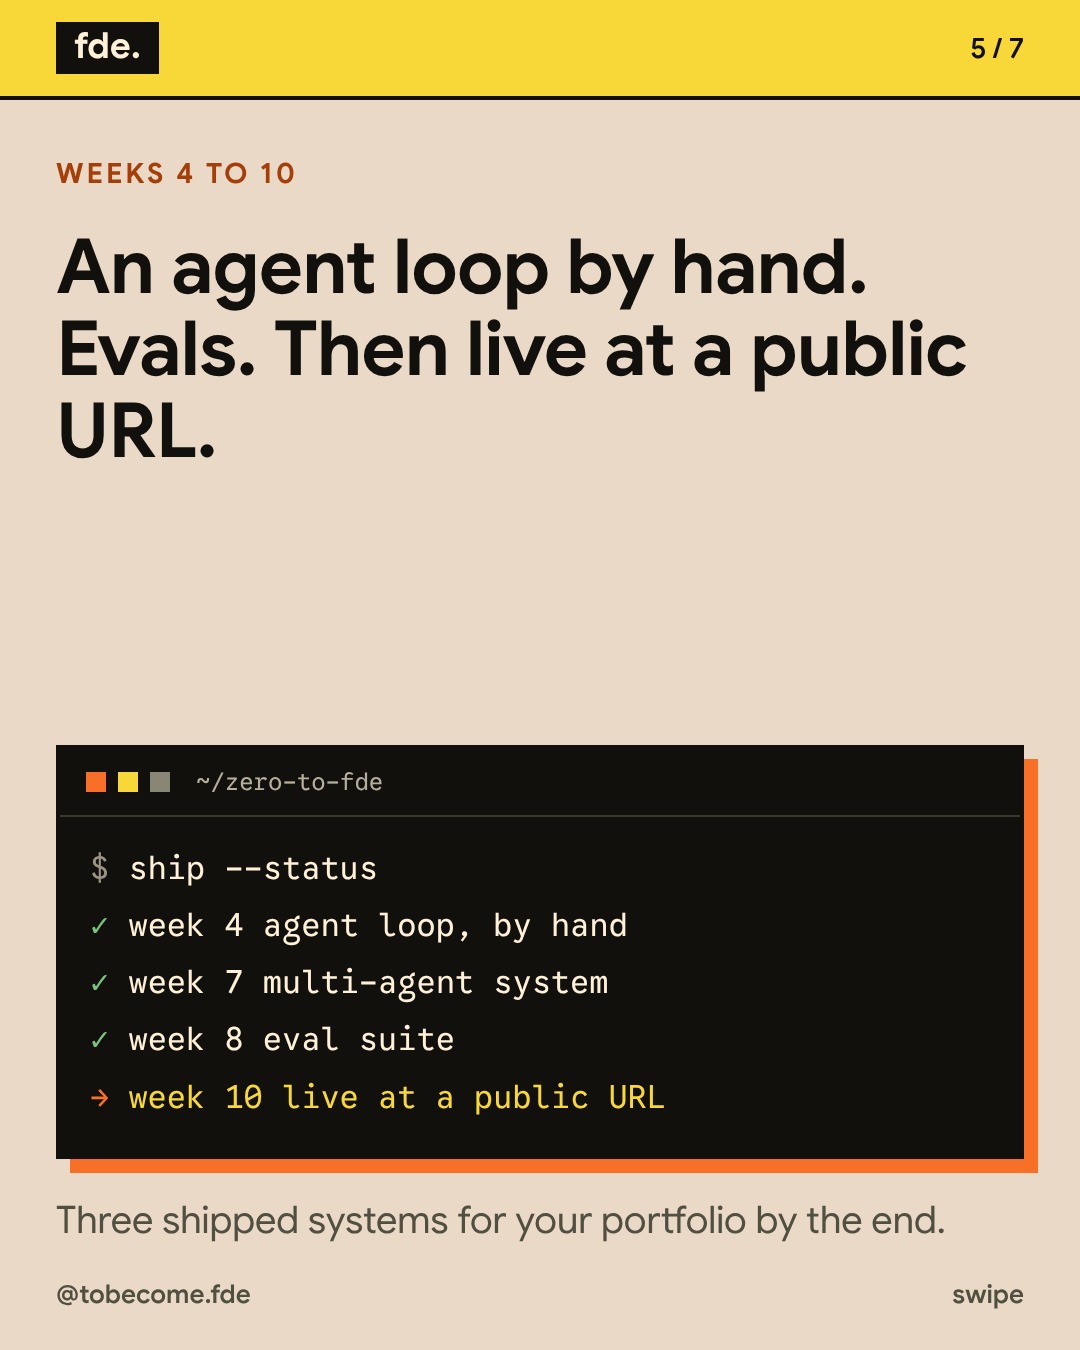 fde.
5 / 7
WEEKS 4 TO 10
An agent loop by hand.
Evals. Then live at a public
URL.
~/zero-to-fde
$ ship --status
✓ week 4 agent loop, by hand
✓ week 7 multi-agent system
✓ week 8 eval suite
→ week 10 live at a public URL
Three shipped systems for your portfolio by the end.
@tobecome.fde
swipe